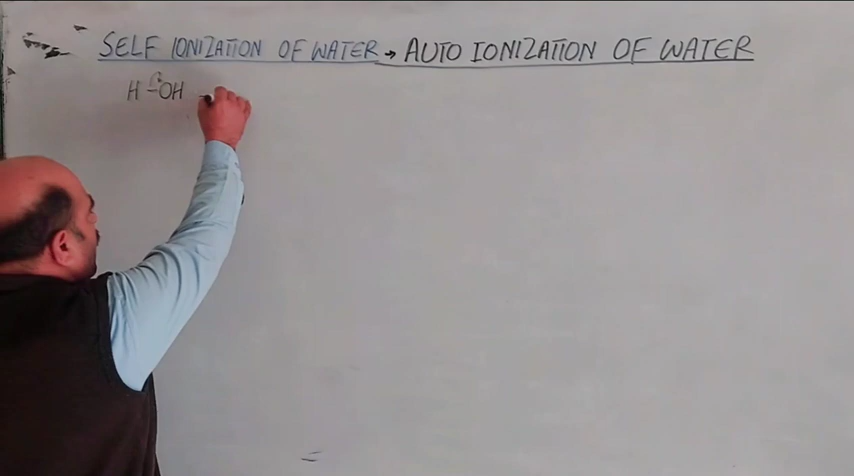 SELF IONIZATION OF WATER → AUTO IONIZATION OF WATER
H – OH –